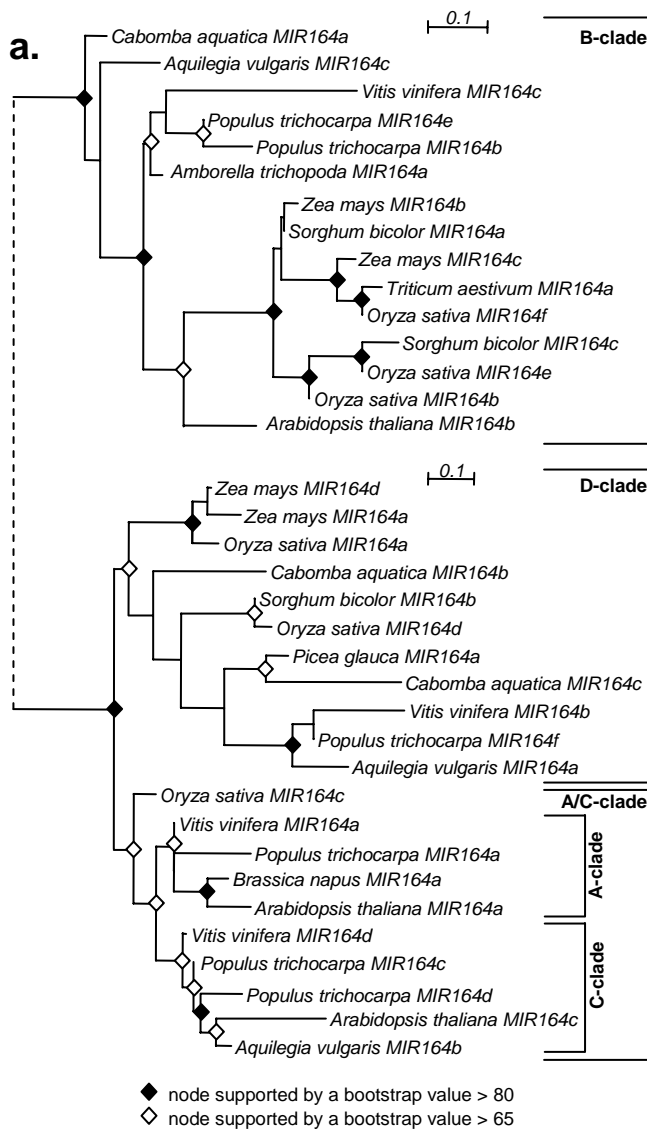 a.
0.1
B-clade
Cabomba aquatica MIR164a
Aquilegia vulgaris MIR164c
Vitis vinifera MIR164c
Populus trichocarpa MIR164e
Populus trichocarpa MIR164b
Amborella trichopoda MIR164a
Zea mays MIR164b
Sorghum bicolor MIR164a
Zea mays MIR164c
Triticum aestivum MIR164a
Oryza sativa MIR164f
Sorghum bicolor MIR164c
Oryza sativa MIR164e
Oryza sativa MIR164b
Arabidopsis thaliana MIR164b
0.1
D-clade
Zea mays MIR164d
Zea mays MIR164a
Oryza sativa MIR164a
Cabomba aquatica MIR164b
Sorghum bicolor MIR164b
Oryza sativa MIR164d
Picea glauca MIR164a
Cabomba aquatica MIR164c
Vitis vinifera MIR164b
Populus trichocarpa MIR164f
Aquilegia vulgaris MIR164a
A/C-clade
Oryza sativa MIR164c
Vitis vinifera MIR164a
Populus trichocarpa MIR164a
Brassica napus MIR164a
Arabidopsis thaliana MIR164a
A-clade
Vitis vinifera MIR164d
Populus trichocarpa MIR164c
Populus trichocarpa MIR164d
Arabidopsis thaliana MIR164c
Aquilegia vulgaris MIR164b
C-clade
node supported by a bootstrap value > 80
node supported by a bootstrap value > 65